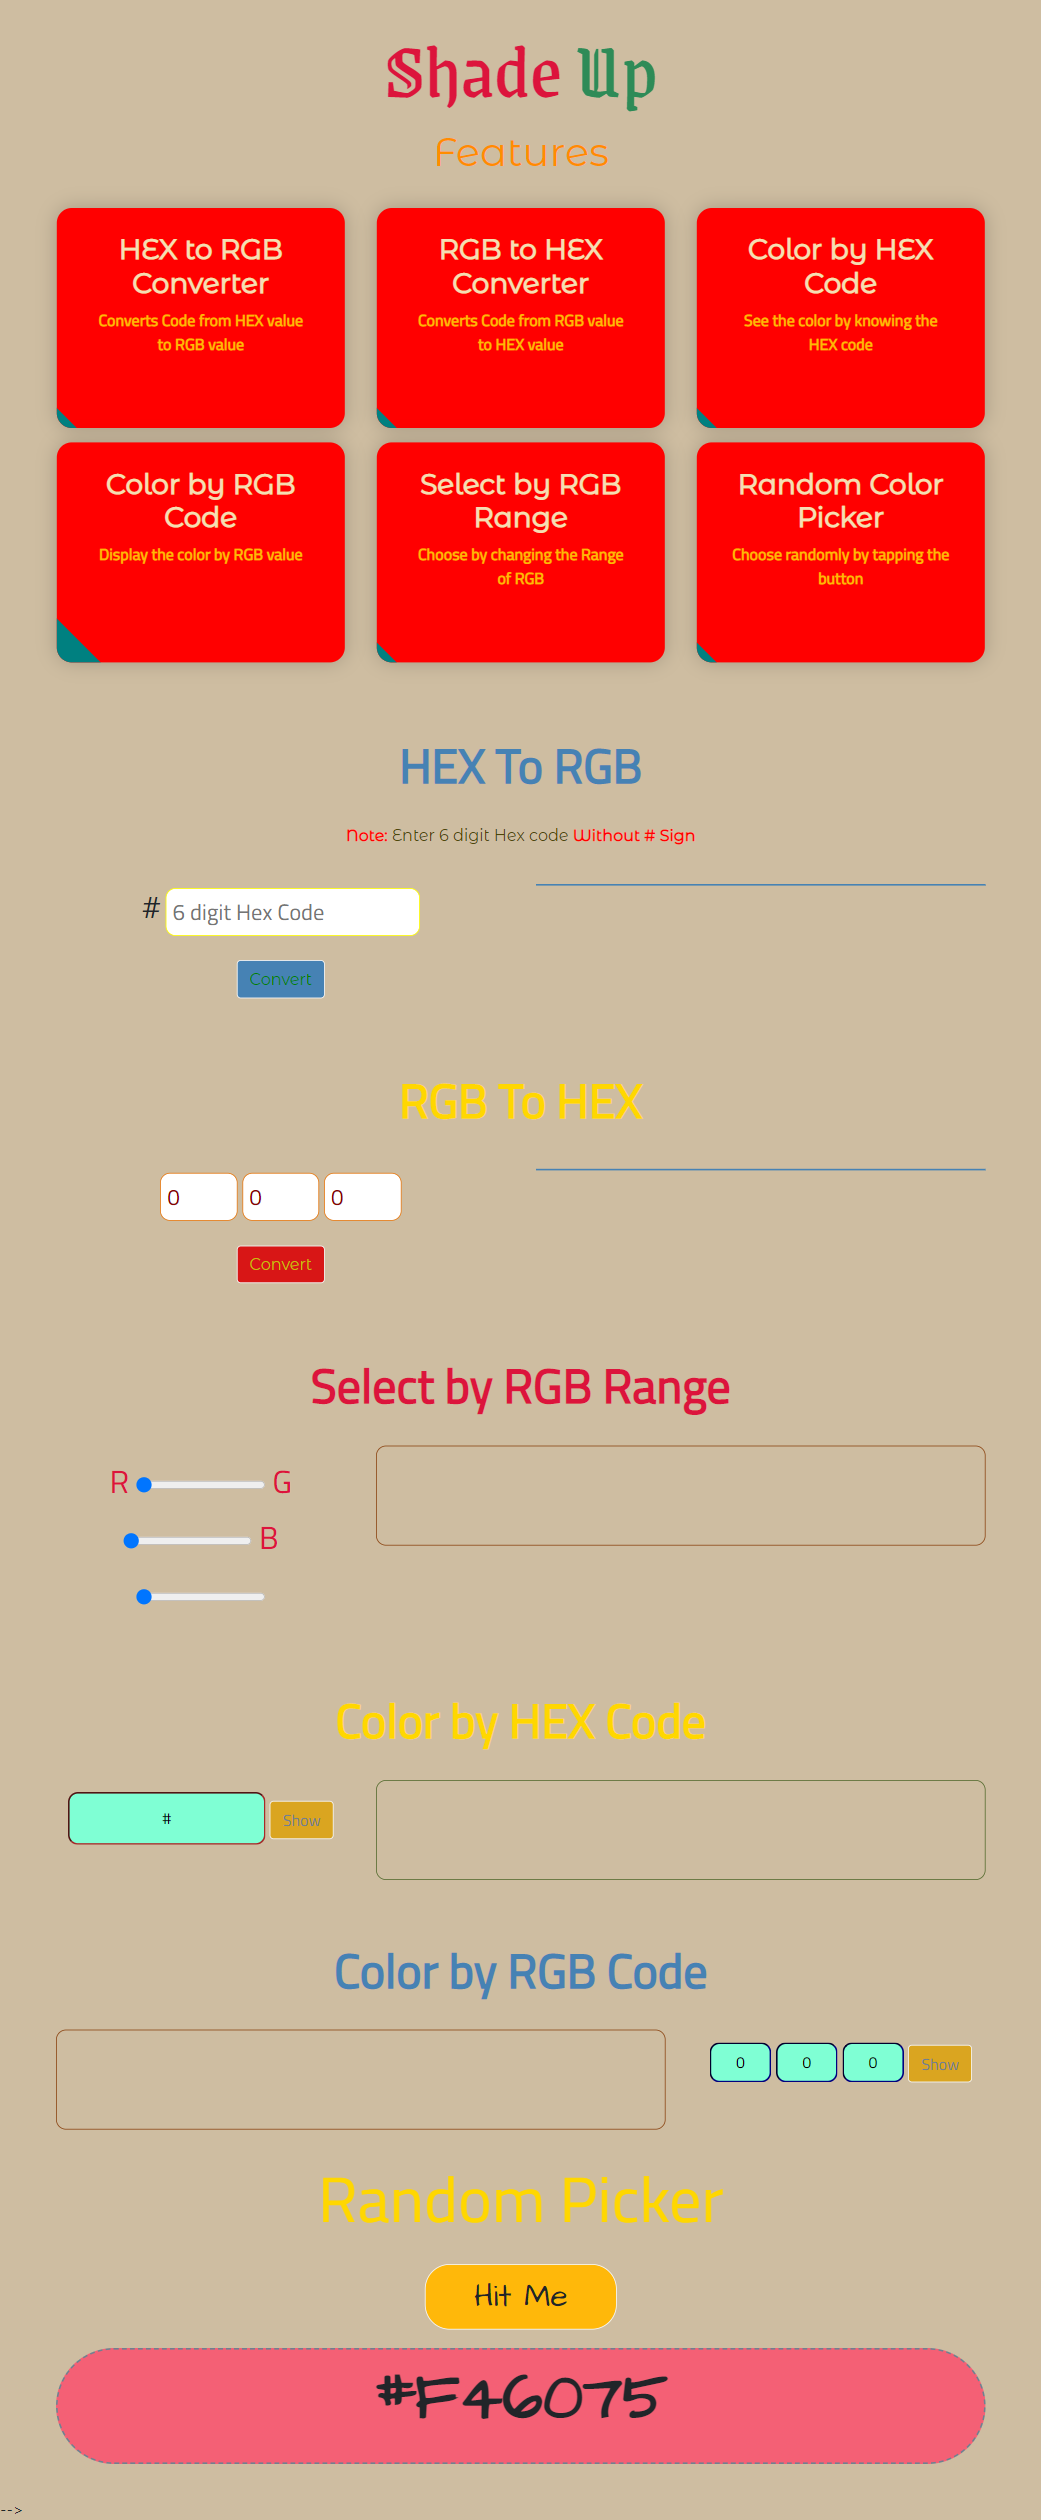 Shade Up
Features
HEX to RGB
Converter
Converts Code from HEX value
to RGB value
RGB to HEX
Converter
Converts Code from RGB value
to HEX value
Color by HEX
Code
See the color by knowing the
HEX code
Color by RGB
Code
Display the color by RGB value
Select by RGB
Range
Choose by changing the Range
of RGB
Random Color
Picker
Choose randomly by tapping the
button
HEX To RGB
Note: Enter 6 digit Hex code Without # Sign
# 6 digit Hex Code
Convert
RGB To HEX
0 0 0
Convert
Select by RGB Range
R G
B
Color by HEX Code
# Show
Color by RGB Code
0 0 0 Show
Random Picker
Hit Me
#F46075
-->